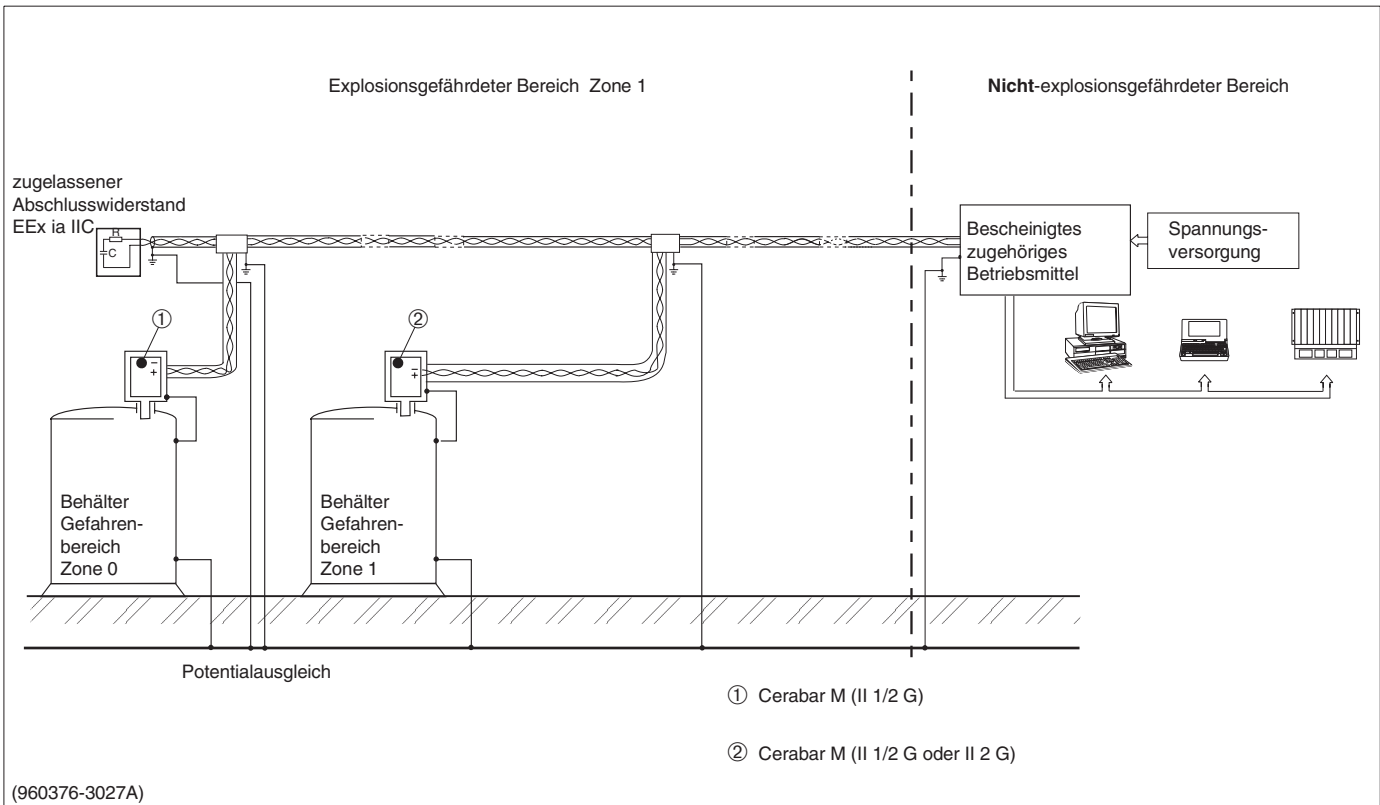 Explosionsgefährdeter Bereich Zone 1
Nicht-explosionsgefährdeter Bereich
zugelassener
Abschlusswiderstand
EEx ia IIC
R
C
Bescheinigtes
zugehöriges
Betriebsmittel
Spannungs-
versorgung
①
②
–
+
–
+
Behälter
Gefahren-
bereich
Zone 0
Behälter
Gefahren-
bereich
Zone 1
Potentialausgleich
① Cerabar M (II 1/2 G)
② Cerabar M (II 1/2 G oder II 2 G)
(960376-3027A)